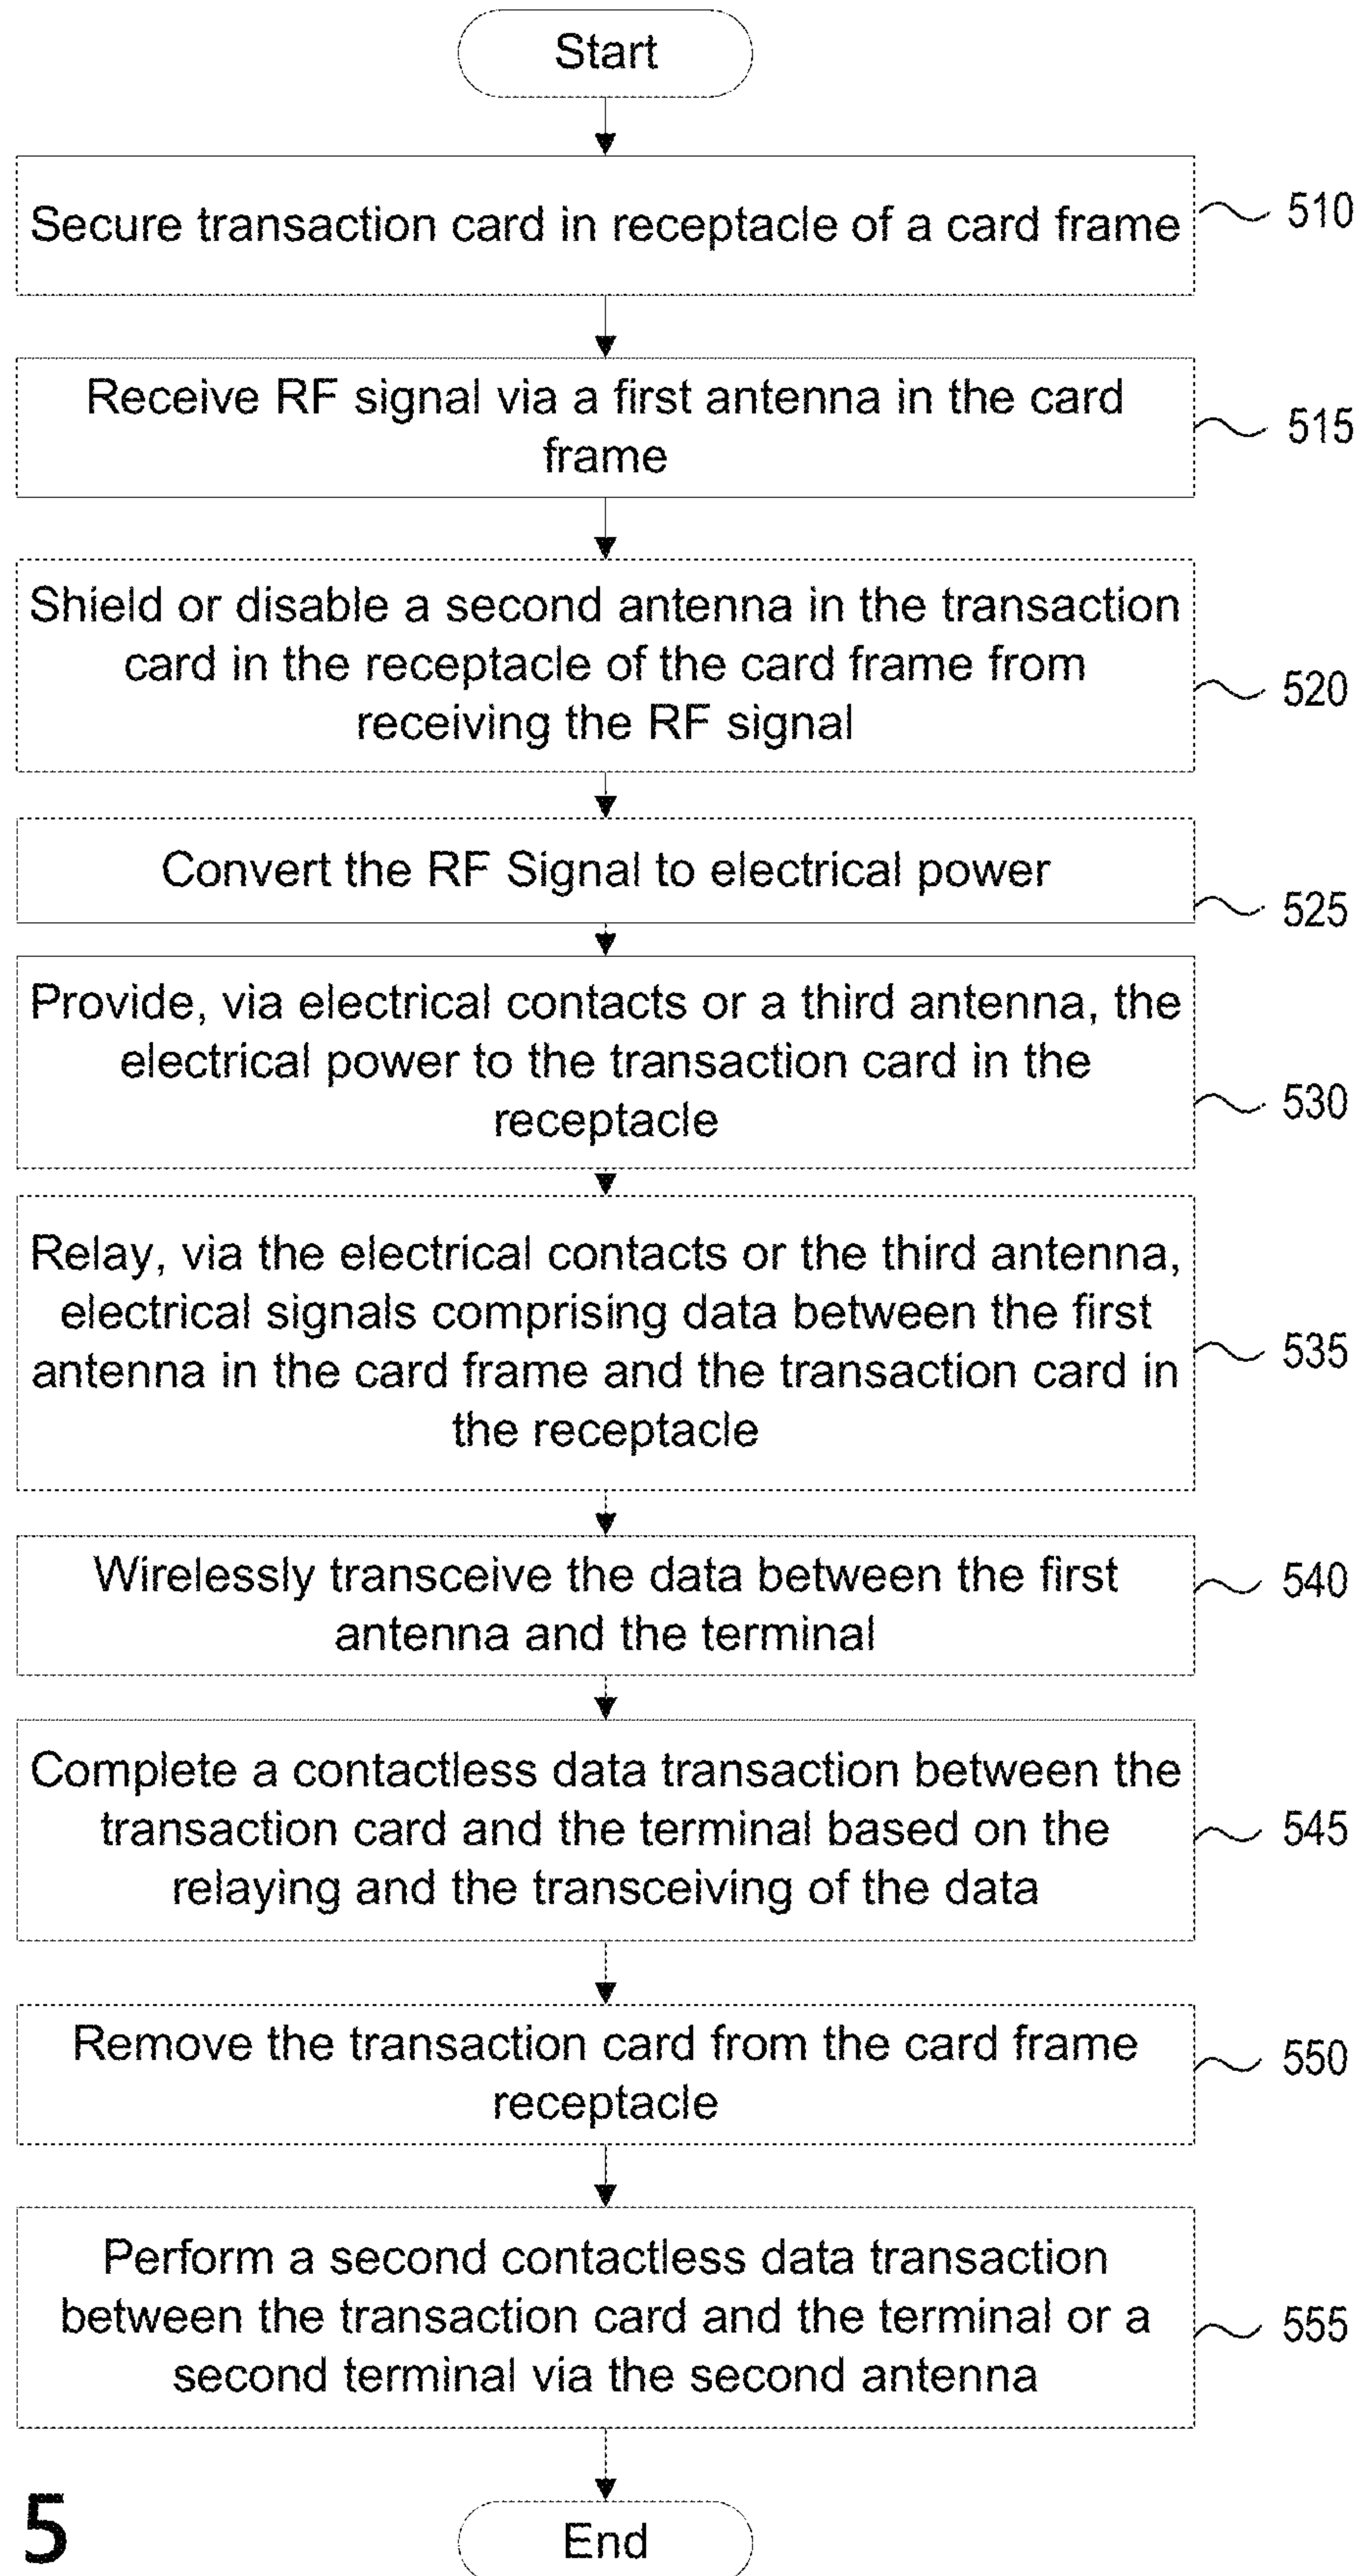 Start
Secure transaction card in receptacle of a card frame
510
Receive RF signal via a first antenna in the card
frame
515
Shield or disable a second antenna in the transaction
card in the receptacle of the card frame from
receiving the RF signal
520
Convert the RF Signal to electrical power
525
Provide, via electrical contacts or a third antenna, the
electrical power to the transaction card in the
receptacle
530
Relay, via the electrical contacts or the third antenna,
electrical signals comprising data between the first
antenna in the card frame and the transaction card in
the receptacle
535
Wirelessly transceive the data between the first
antenna and the terminal
540
Complete a contactless data transaction between the
transaction card and the terminal based on the
relaying and the transceiving of the data
545
Remove the transaction card from the card frame
receptacle
550
Perform a second contactless data transaction
between the transaction card and the terminal or a
second terminal via the second antenna
555
5
End